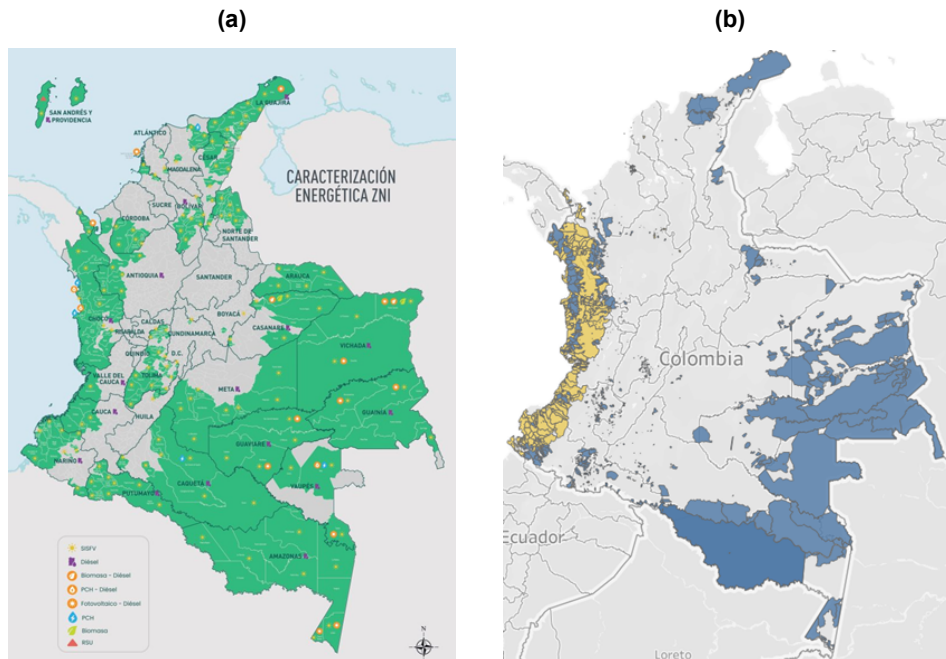 (a)
(b)
SAN ANDRÉS Y
PROVIDENCIA
LA GUAJIRA
ATLÁNTICO
MAGDALENA
CESAR
CARACTERIZACIÓN
ENERGÉTICA ZNI
SUCRE
BOLÍVAR
CÓRDOBA
NORTE DE
SANTANDER
ANTIOQUIA
SANTANDER
ARAUCA
CHOCÓ
BOYACÁ
CASANARE
CALDAS
RISARALDA
CUNDINAMARCA
VICHADA
QUINDÍO
D.C.
TOLIMA
VALLE DEL
CAUCA
META
GUAINÍA
CAUCA
HUILA
GUAVIARE
NARIÑO
CAQUETÁ
VAUPÉS
PUTUMAYO
AMAZONAS
SISFV
Diésel
Biomasa - Diésel
PCH - Diésel
Fotovoltaico - Diésel
PCH
Biomasa
RSU
N
Colombia
Ecuador
Loreto